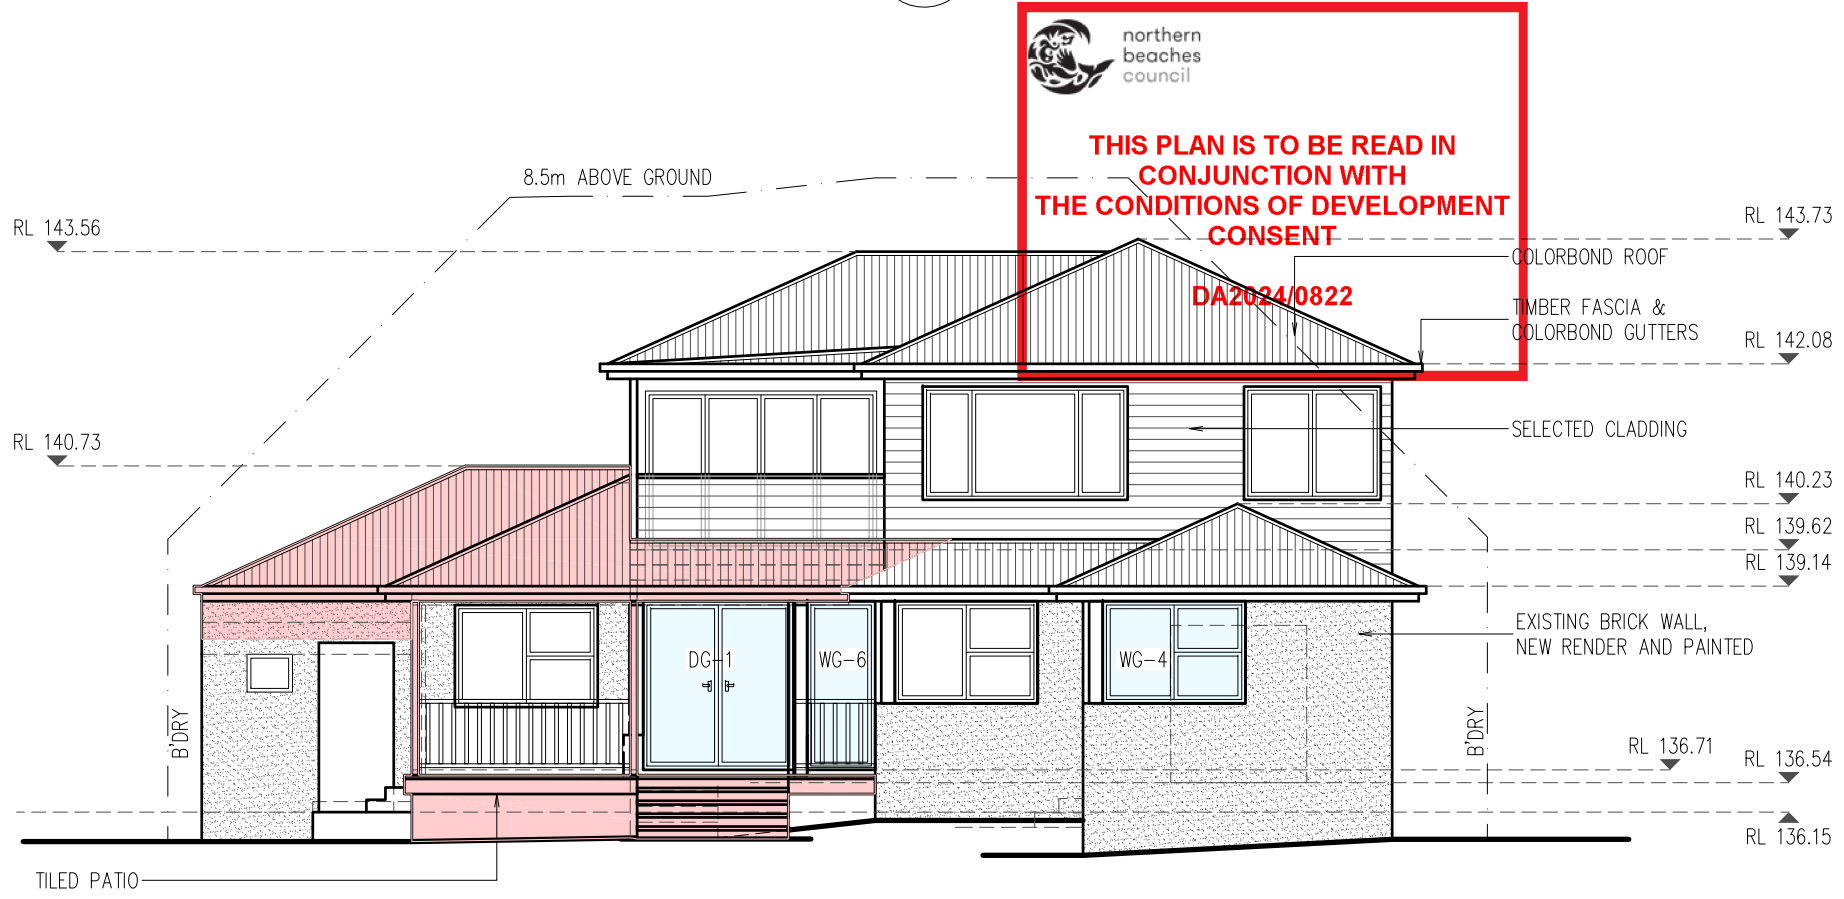 northern
beaches
council
THIS PLAN IS TO BE READ IN
CONJUNCTION WITH
THE CONDITIONS OF DEVELOPMENT
CONSENT
DA2024/0822
8.5m ABOVE GROUND
RL 143.56
RL 143.73
COLORBOND ROOF
TIMBER FASCIA &
COLORBOND GUTTERS
RL 142.08
SELECTED CLADDING
RL 140.73
RL 140.23
RL 139.62
RL 139.14
EXISTING BRICK WALL,
NEW RENDER AND PAINTED
DG-1
WG-6
WG-4
B'DRY
B'DRY
RL 136.71
RL 136.54
RL 136.15
TILED PATIO